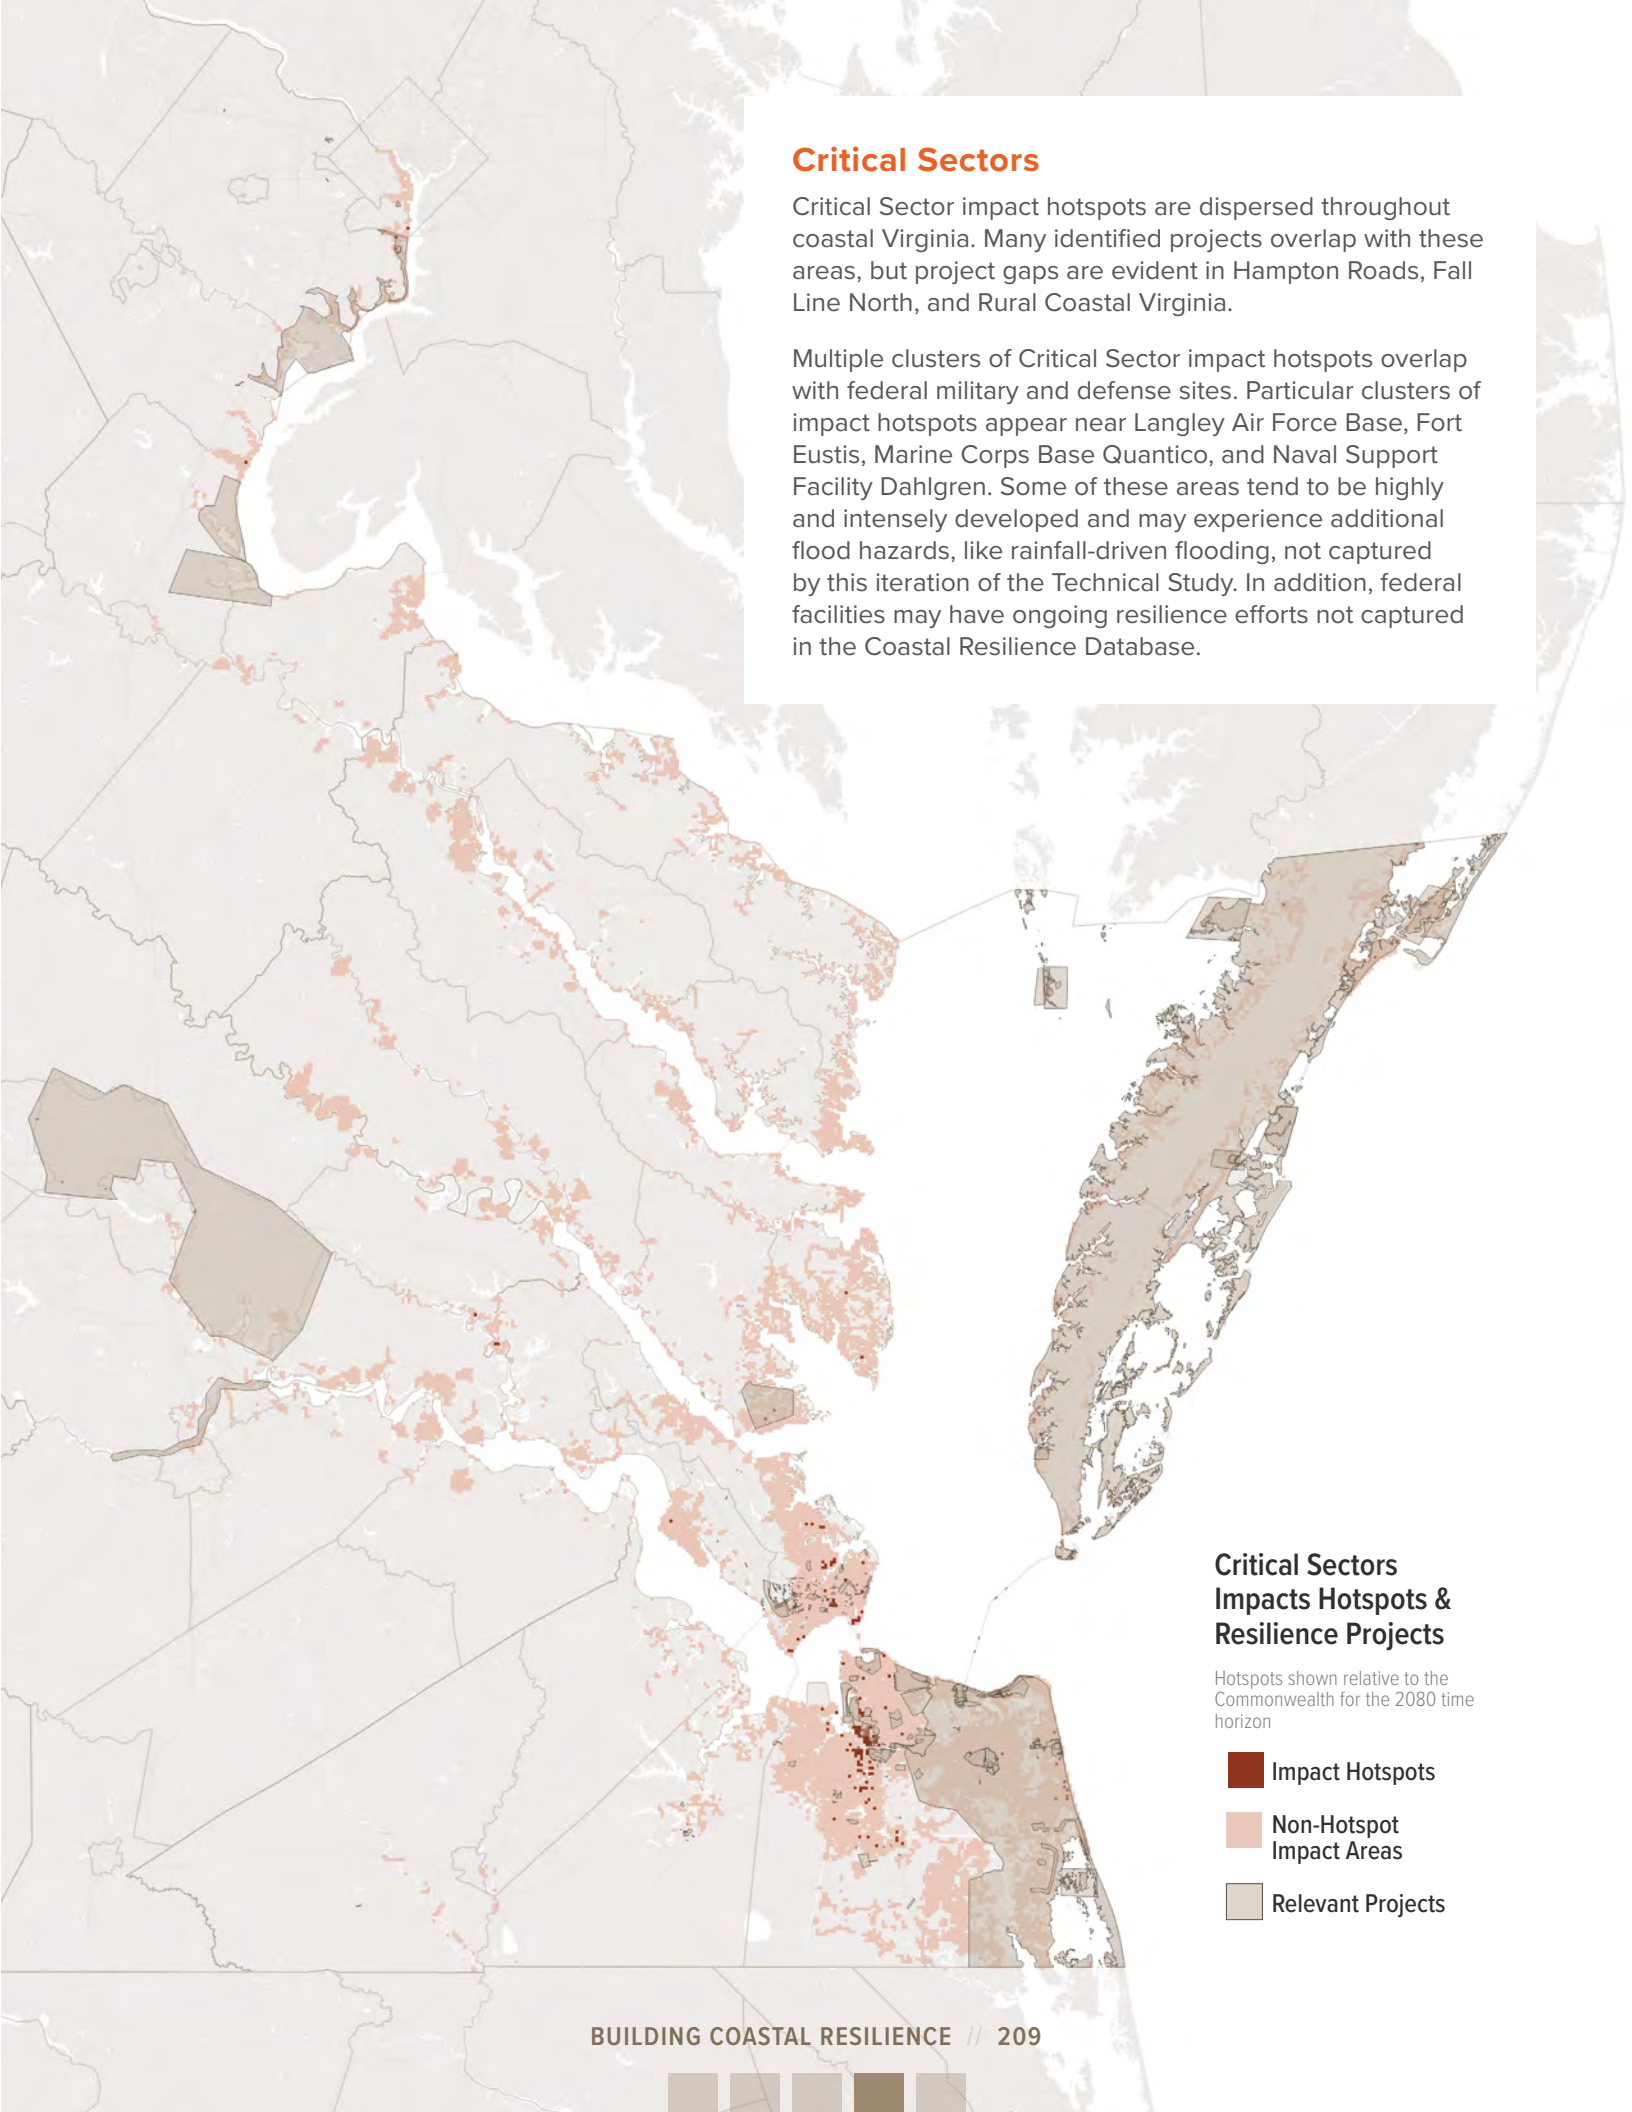 Critical Sectors
Critical Sector impact hotspots are dispersed throughout
coastal Virginia. Many identified projects overlap with these
areas, but project gaps are evident in Hampton Roads, Fall
Line North, and Rural Coastal Virginia.
Multiple clusters of Critical Sector impact hotspots overlap
with federal military and defense sites. Particular clusters of
impact hotspots appear near Langley Air Force Base, Fort
Eustis, Marine Corps Base Quantico, and Naval Support
Facility Dahlgren. Some of these areas tend to be highly
and intensely developed and may experience additional
flood hazards, like rainfall-driven flooding, not captured
by this iteration of the Technical Study. In addition, federal
facilities may have ongoing resilience efforts not captured
in the Coastal Resilience Database.
Critical Sectors
Impacts Hotspots &
Resilience Projects
Hotspots shown relative to the
Commonwealth for the 2080 time
horizon
Impact Hotspots
Non-Hotspot
Impact Areas
Relevant Projects
BUILDING COASTAL RESILIENCE // 209